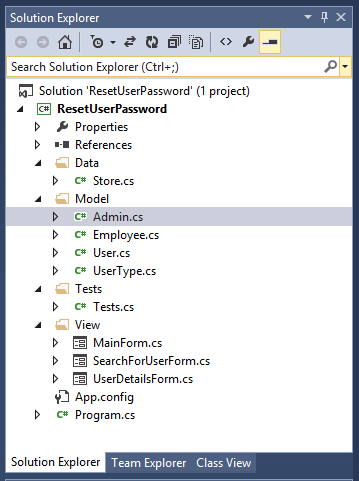 Solution Explorer
Search Solution Explorer (Ctrl+;)
Solution 'ResetUserPassword' (1 project)
C# ResetUserPassword
Properties
References
Data
C# Store.cs
Model
C# Admin.cs
C# Employee.cs
C# User.cs
C# UserType.cs
Tests
C# Tests.cs
View
MainForm.cs
SearchForUserForm.cs
UserDetailsForm.cs
App.config
C# Program.cs
Solution Explorer Team Explorer Class View